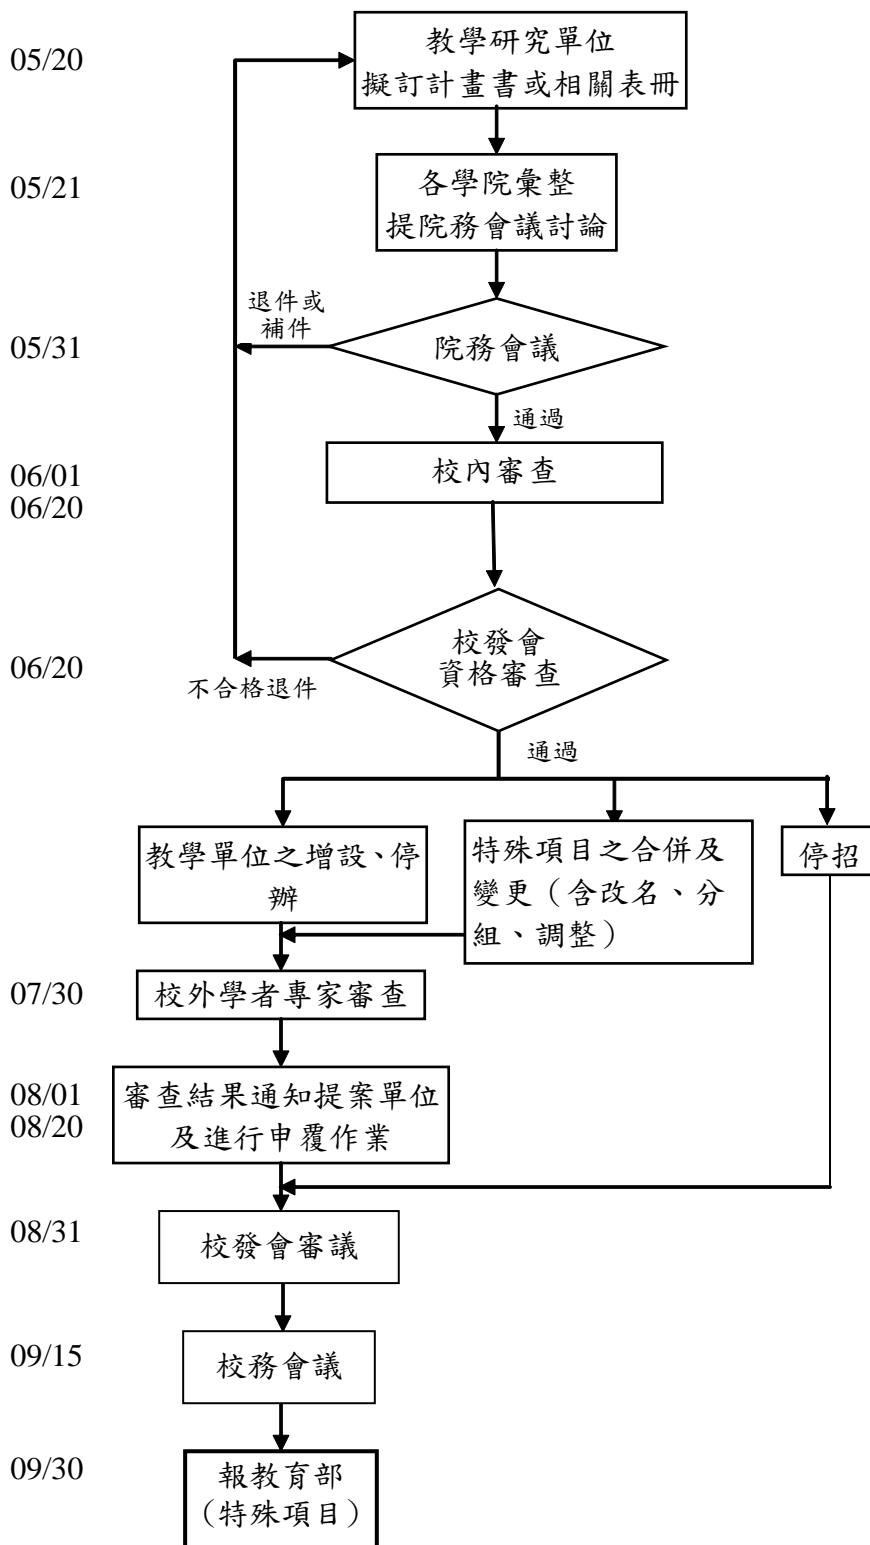 05/20
教學研究單位
擬訂計畫書或相關表冊
05/21
各學院彙整
提院務會議討論
退件或
補件
05/31
院務會議
通過
06/01
06/20
校內審查
06/20
校發會
資格審查
不合格退件
通過
教學單位之增設、停
辦
特殊項目之合併及
變更（含改名、分
組、調整）
停招
07/30
校外學者專家審查
08/01
08/20
審查結果通知提案單位
及進行申覆作業
08/31
校發會審議
09/15
校務會議
09/30
報教育部
（特殊項目）